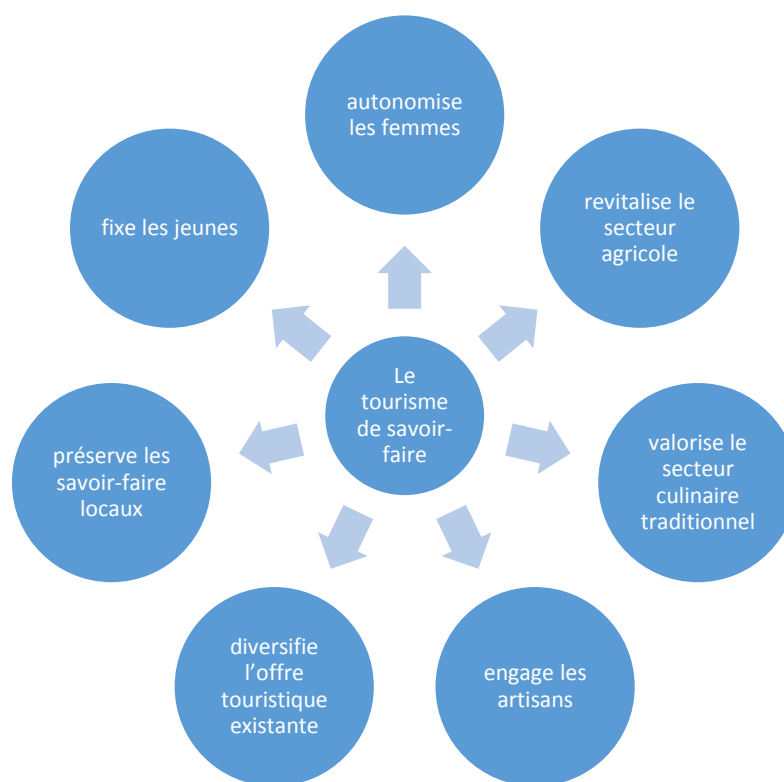 autonomise
les femmes
revitalise le
secteur
agricole
valorise le
secteur
culinaire
traditionnel
engage les
artisans
diversifie
l'offre
touristique
existante
préserve les
savoir-faire
locaux
fixe les jeunes
Le
tourisme
de savoir-
faire